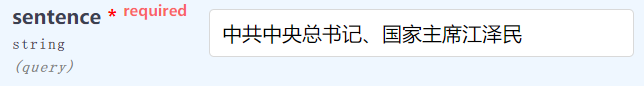 sentence * required
string
(query)
中共中央总书记、国家主席江泽民